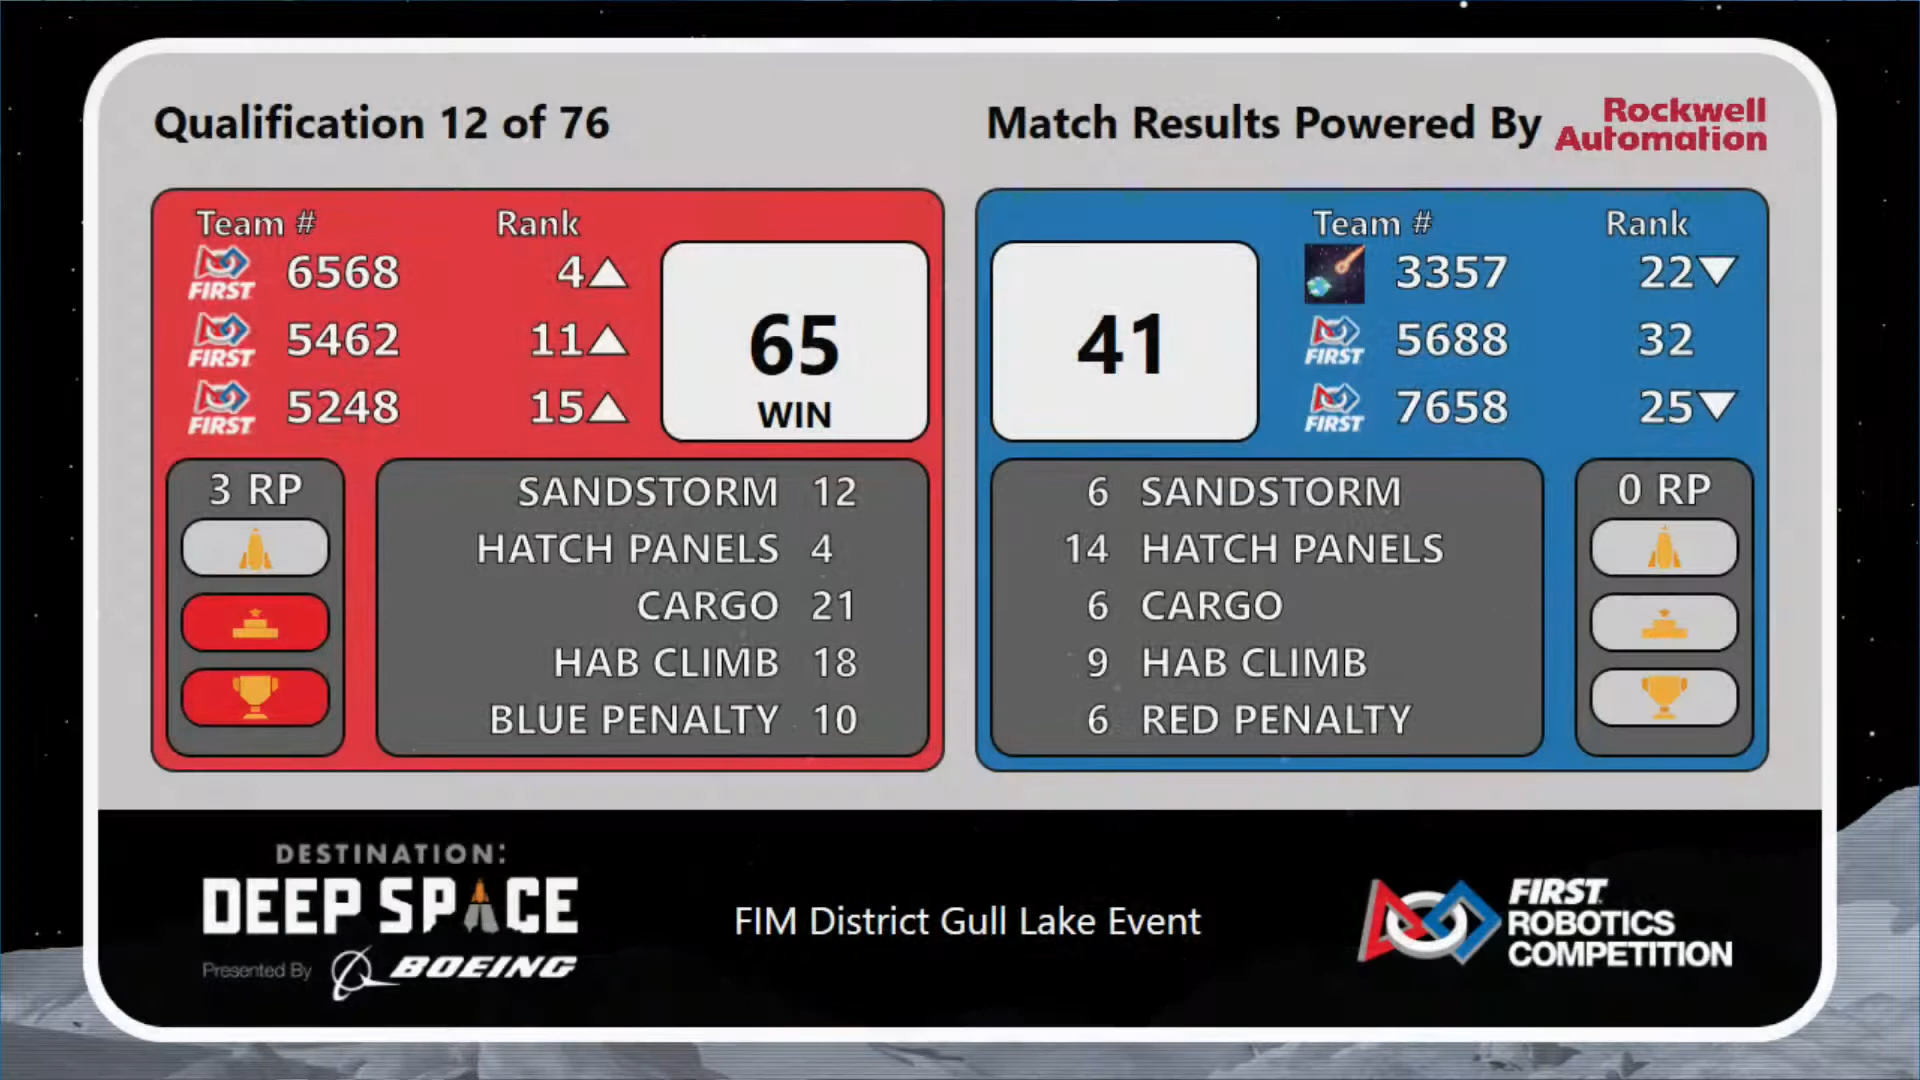 Qualification 12 of 76
Match Results Powered By
Rockwell
Automation
Team # Rank
FIRST 6568 4▲
FIRST 5462 11▲
FIRST 5248 15▲
65
WIN
3 RP
SANDSTORM 12
HATCH PANELS 4
CARGO 21
HAB CLIMB 18
BLUE PENALTY 10
41
Team # Rank
3357 22▼
FIRST 5688 32
FIRST 7658 25▼
6 SANDSTORM
14 HATCH PANELS
6 CARGO
9 HAB CLIMB
6 RED PENALTY
0 RP
DESTINATION:
DEEP SPACE
Presented By BOEING
FIM District Gull Lake Event
FIRST
ROBOTICS
COMPETITION